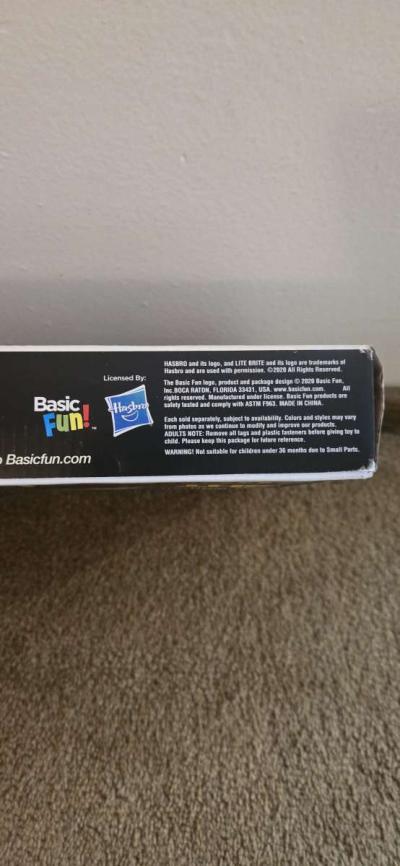 HASBRO and its logo, and LITE BRITE and its logo are trademarks of
Hasbro and are used with permission. ©2020 All Rights Reserved.
Licensed By:
The Basic Fun logo, product and package design © 2020 Basic Fun,
Inc. BOCA RATON, FLORIDA 33431, USA. www.basicfun.com. All
rights reserved. Manufactured under license. Basic Fun products are
safety tested and comply with ASTM F963. MADE IN CHINA.
Basic
Fun!™
Hasbro
Each sold separately, subject to availability. Colors and styles may vary
from photos as we continue to modify and improve our products.
ADULTS NOTE: Remove all tags and plastic fasteners before giving toy to
child. Please keep this package for future reference.
WARNING! Not suitable for children under 36 months due to Small Parts.
Basicfun.com